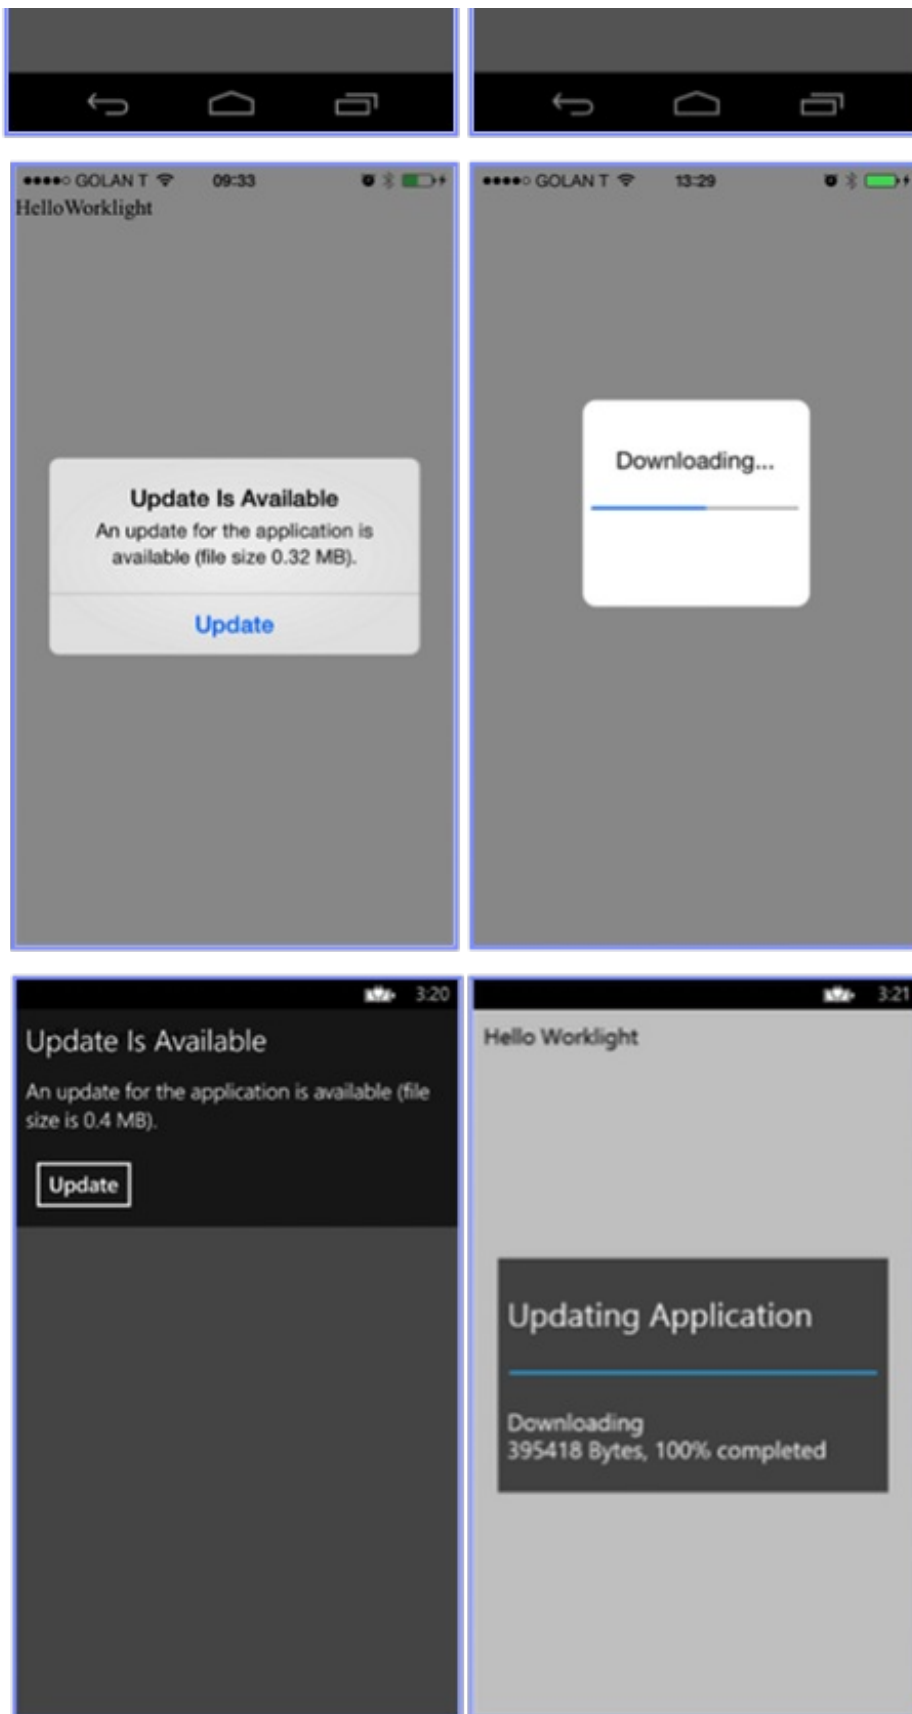 GOLAN T 09:33
HelloWorklight
Update Is Available
An update for the application is
available (file size 0.32 MB).
Update
GOLAN T 13:29
Downloading...
3:20
Update Is Available
An update for the application is available (file
size is 0.4 MB).
Update
3:21
Hello Worklight
Updating Application
Downloading
395418 Bytes, 100% completed